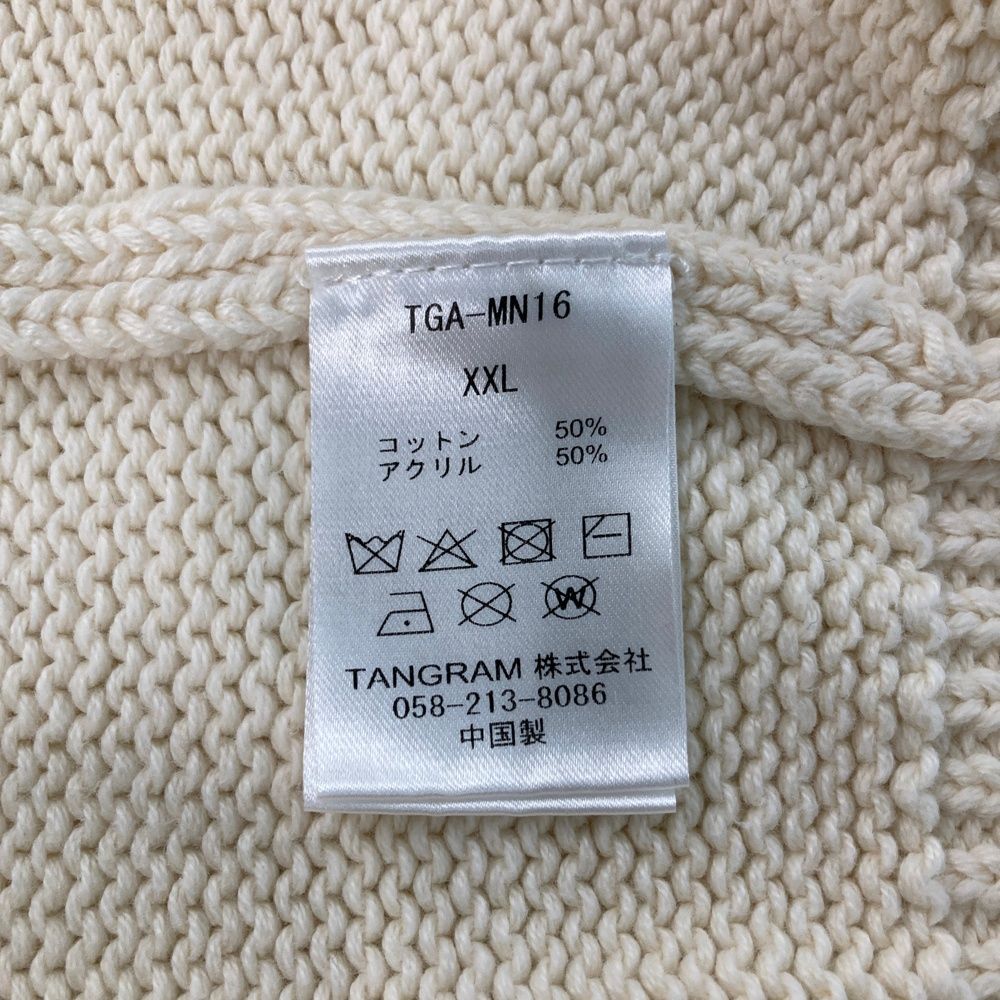 TGA-MN16
XXL
コットン 50%
アクリル 50%
W
TANGRAM 株式会社
058-213-8086
中国製